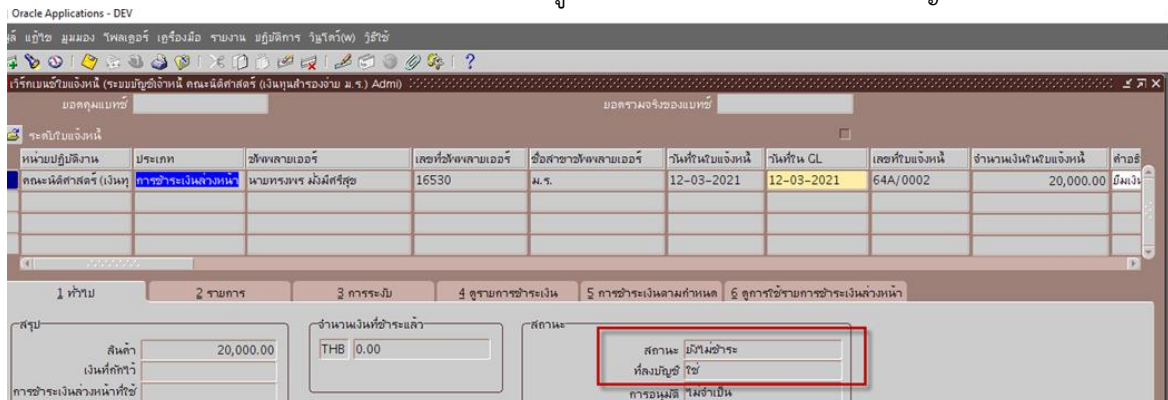 Oracle Applications - DEV
แก้ไข มุมมอง โฟลเดอร์ เครื่องมือ รายงาน ปฏิบัติการ วินโดว์(W) วิธีใช้
เวิร์กเบนช์ใบแจ้งหนี้ (ระบบบัญชีเจ้าหนี้ คณะนิติศาสตร์ (เงินทุนสำรองจ่าย ม.ร.) Admi)
ยอดคุมแบทช์ ยอดรวมจริงของแบทช์
ระดับใบแจ้งหนี้
หน่วยปฏิบัติงาน ประเภท ซัพพลายเออร์ เลขที่ซัพพลายเออร์ ชื่อสาขาซัพพลายเออร์ วันที่ในใบแจ้งหนี้ วันที่ใน GL เลขที่ใบแจ้งหนี้ จำนวนเงินในใบแจ้งหนี้ คำอธิ
คณะนิติศาสตร์ (เงินทุ การชำระเงินล่วงหน้า นายทรงพร มั่งมีศรีสุข 16530 ม.ร. 12-03-2021 12-03-2021 64A/0002 20,000.00 ยืมเงิน
1 ทั่วไป 2 รายการ 3 การระงับ 4 ดูรายการชำระเงิน 5 การชำระเงินตามกำหนด 6 ดูการใช้รายการชำระเงินล่วงหน้า
สรุป จำนวนเงินที่ชำระแล้ว สถานะ
สินค้า 20,000.00 THB 0.00 สถานะ ยังไม่ชำระ
เงินที่กักไว้ ที่ลงบัญชี ใช่
การชำระเงินล่วงหน้าที่ใช้ การอนุมัติ ไม่จำเป็น